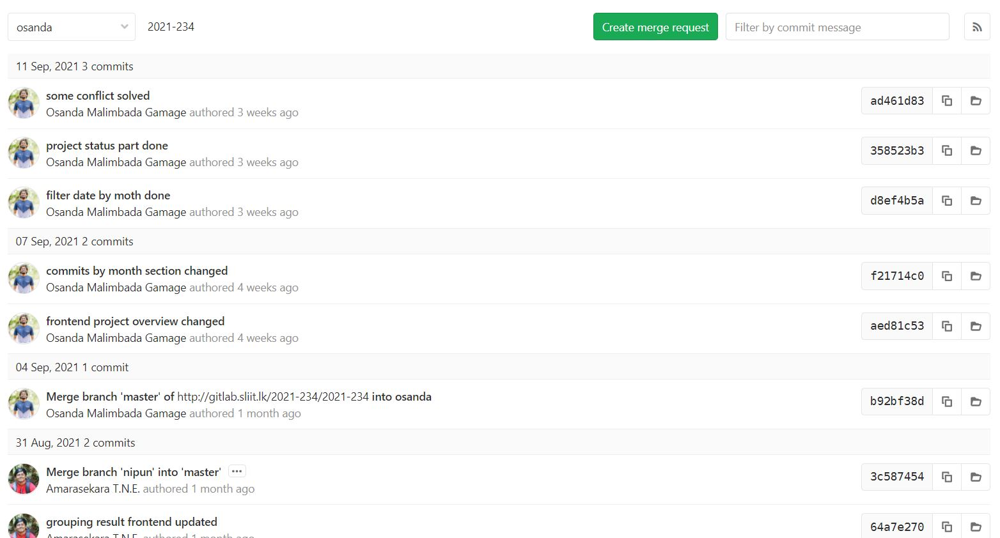 osanda 2021-234 Create merge request Filter by commit message
11 Sep, 2021 3 commits
some conflict solved
Osanda Malimbada Gamage authored 3 weeks ago
ad461d83
project status part done
Osanda Malimbada Gamage authored 3 weeks ago
358523b3
filter date by moth done
Osanda Malimbada Gamage authored 3 weeks ago
d8ef4b5a
07 Sep, 2021 2 commits
commits by month section changed
Osanda Malimbada Gamage authored 4 weeks ago
f21714c0
frontend project overview changed
Osanda Malimbada Gamage authored 4 weeks ago
aed81c53
04 Sep, 2021 1 commit
Merge branch 'master' of http://gitlab.sliit.lk/2021-234/2021-234 into osanda
Osanda Malimbada Gamage authored 1 month ago
b92bf38d
31 Aug, 2021 2 commits
Merge branch 'nipun' into 'master' ...
Amarasekara T.N.E. authored 1 month ago
3c587454
grouping result frontend updated
Amarasekara T.N.E. authored 1 month ago
64a7e270